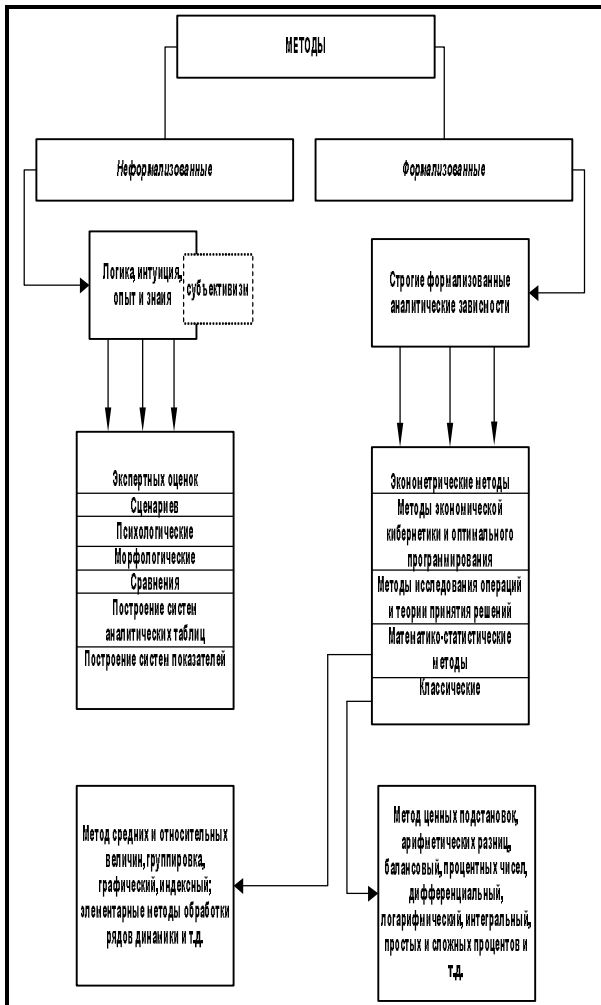 МЕТОДЫ
Неформализованные
Формализованные
Логика, интуиция,
опыт и знаия
субъективизм
Строгие формализованные
аналитические зависности
Экспертных оценок
Сценариев
Психологические
Морфологические
Сравнения
Построение систем
аналитических таблиц
Построение систем показателей
Эконометрические методы
Методы экономической
кибернетики и оптимального
программирования
Методы исследования операций
и теории принятия решений
Математико-статистические
методы
Классические
Метод средних и относительных
величин, группировка,
графический, индексный;
элементарные методы обработки
рядов динамики и т.д.
Метод ценных подстановок,
арифметических разниц,
балансовый, процентных чисел,
дифференциальный,
логарифмический, интегральный,
простых и сложных процентов и
т.д.